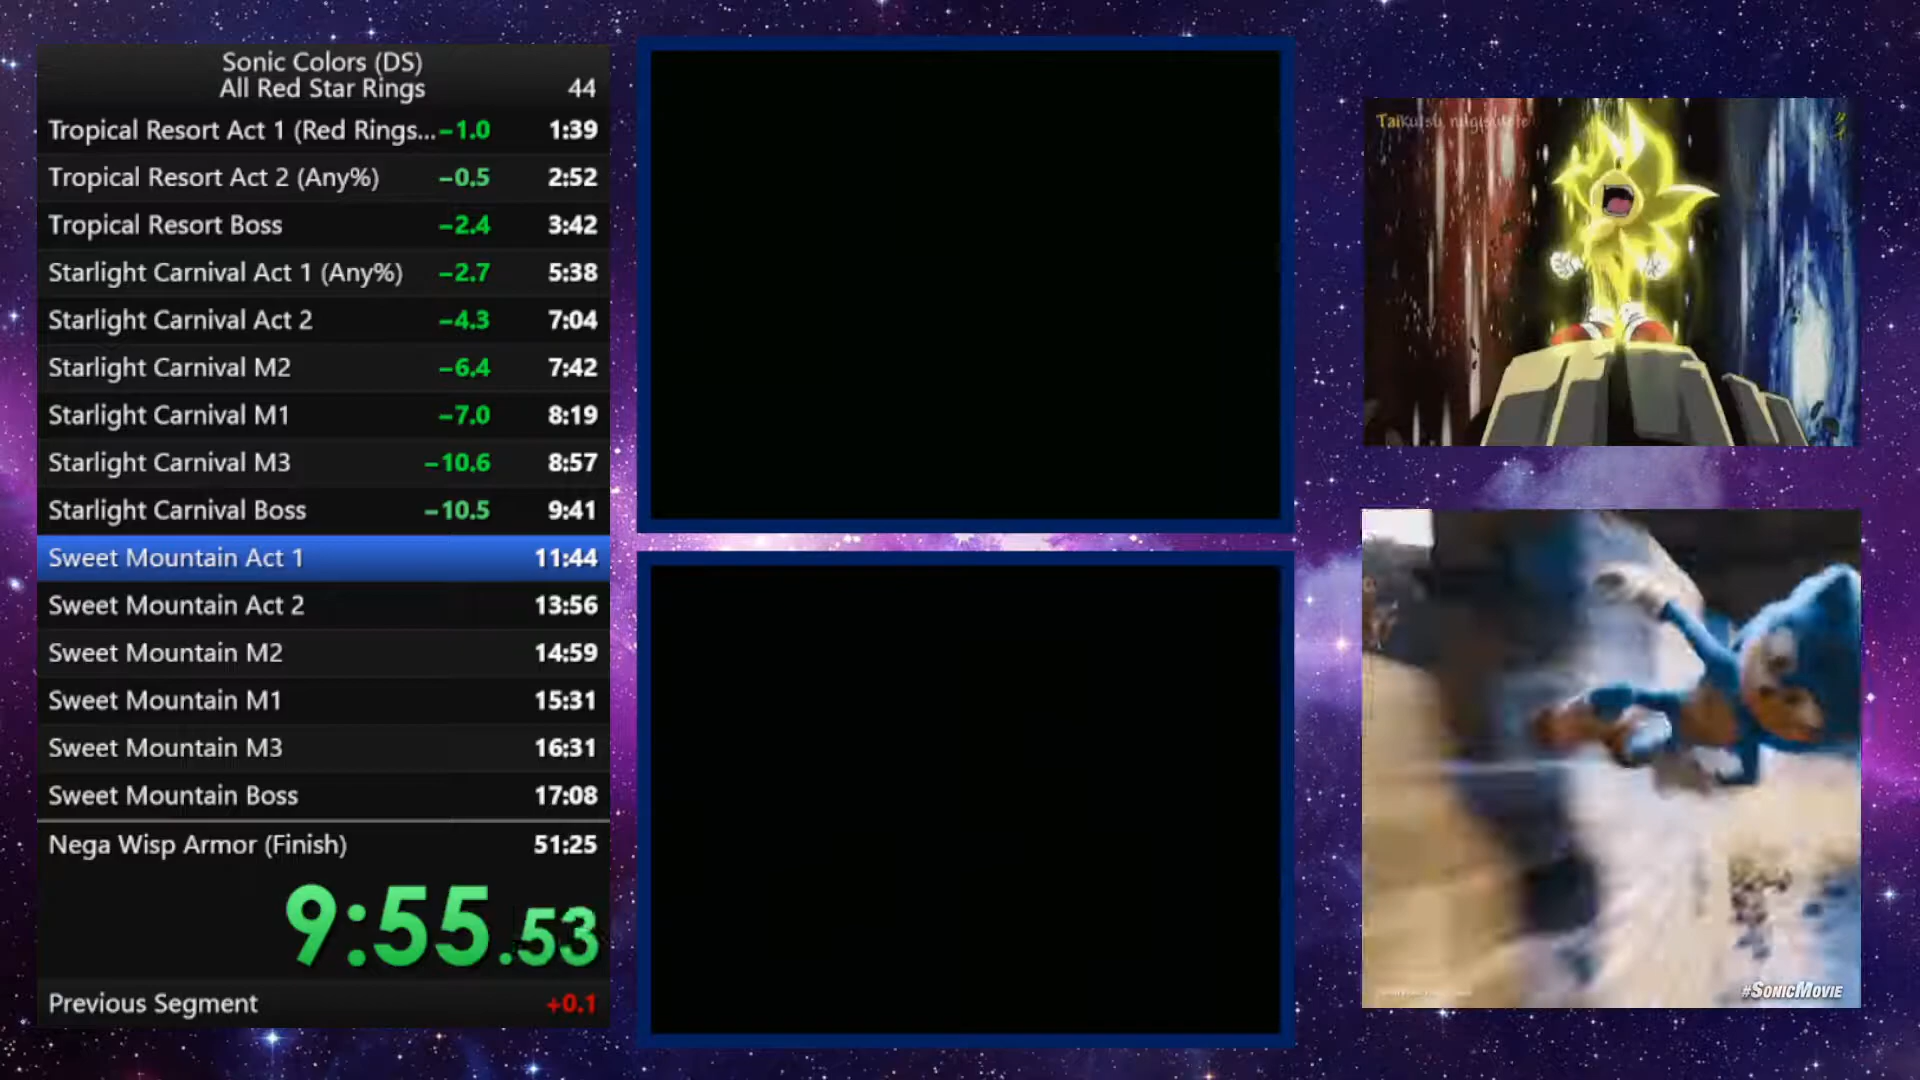 Sonic Colors (DS)
All Red Star Rings 44
Tropical Resort Act 1 (Red Rings... −1.0 1:39
Tropical Resort Act 2 (Any%) −0.5 2:52
Tropical Resort Boss −2.4 3:42
Starlight Carnival Act 1 (Any%) −2.7 5:38
Starlight Carnival Act 2 −4.3 7:04
Starlight Carnival M2 −6.4 7:42
Starlight Carnival M1 −7.0 8:19
Starlight Carnival M3 −10.6 8:57
Starlight Carnival Boss −10.5 9:41
Sweet Mountain Act 1 11:44
Sweet Mountain Act 2 13:56
Sweet Mountain M2 14:59
Sweet Mountain M1 15:31
Sweet Mountain M3 16:31
Sweet Mountain Boss 17:08
Nega Wisp Armor (Finish) 51:25
9:55.53
Previous Segment +0.1
#SONICMOVIE